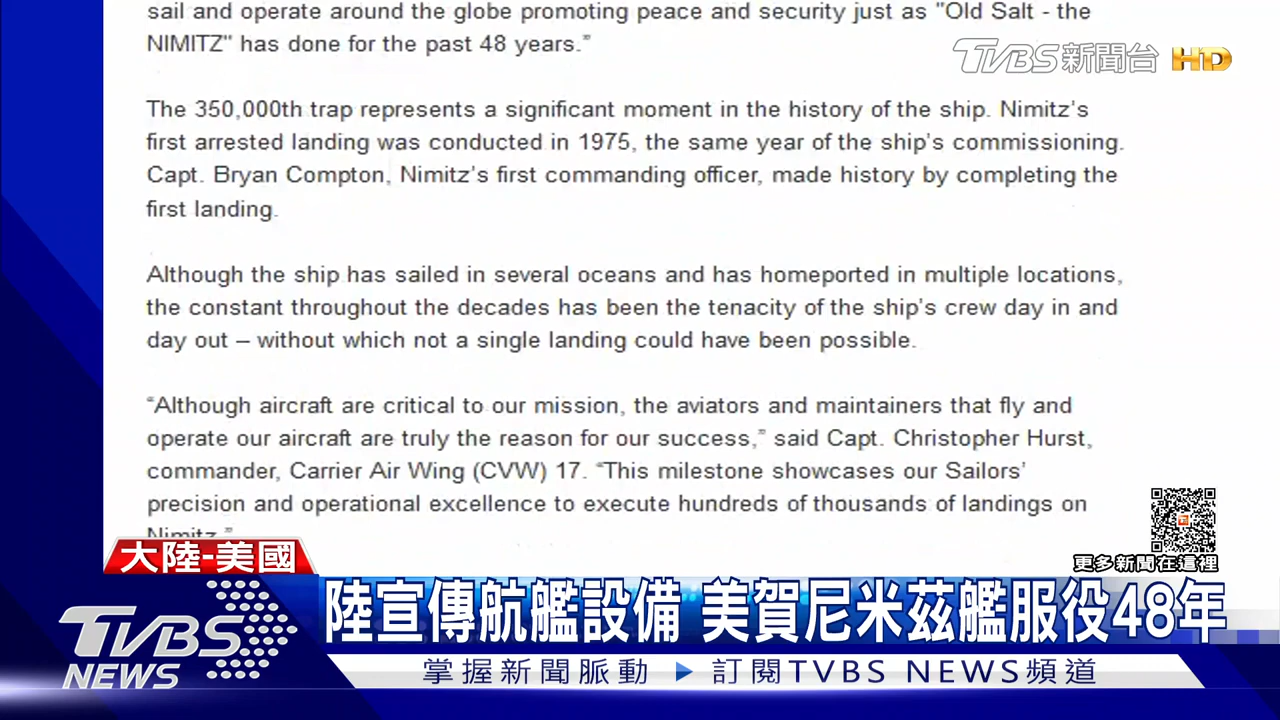 sail and operate around the globe promoting peace and security just as "Old Salt - the
NIMITZ" has done for the past 48 years.”
TVBS新聞台 HD
The 350,000th trap represents a significant moment in the history of the ship. Nimitz’s
first arrested landing was conducted in 1975, the same year of the ship’s commissioning.
Capt. Bryan Compton, Nimitz’s first commanding officer, made history by completing the
first landing.
Although the ship has sailed in several oceans and has homeported in multiple locations,
the constant throughout the decades has been the tenacity of the ship’s crew day in and
day out – without which not a single landing could have been possible.
“Although aircraft are critical to our mission, the aviators and maintainers that fly and
operate our aircraft are truly the reason for our success,” said Capt. Christopher Hurst,
commander, Carrier Air Wing (CVW) 17. “This milestone showcases our Sailors’
precision and operational excellence to execute hundreds of thousands of landings on
Nimitz.”
更多新聞在這裡
大陸-美國
陸宣傳航艦設備 美賀尼米茲艦服役48年
TVBS
NEWS
掌握新聞脈動 ▶ 訂閱TVBS NEWS頻道